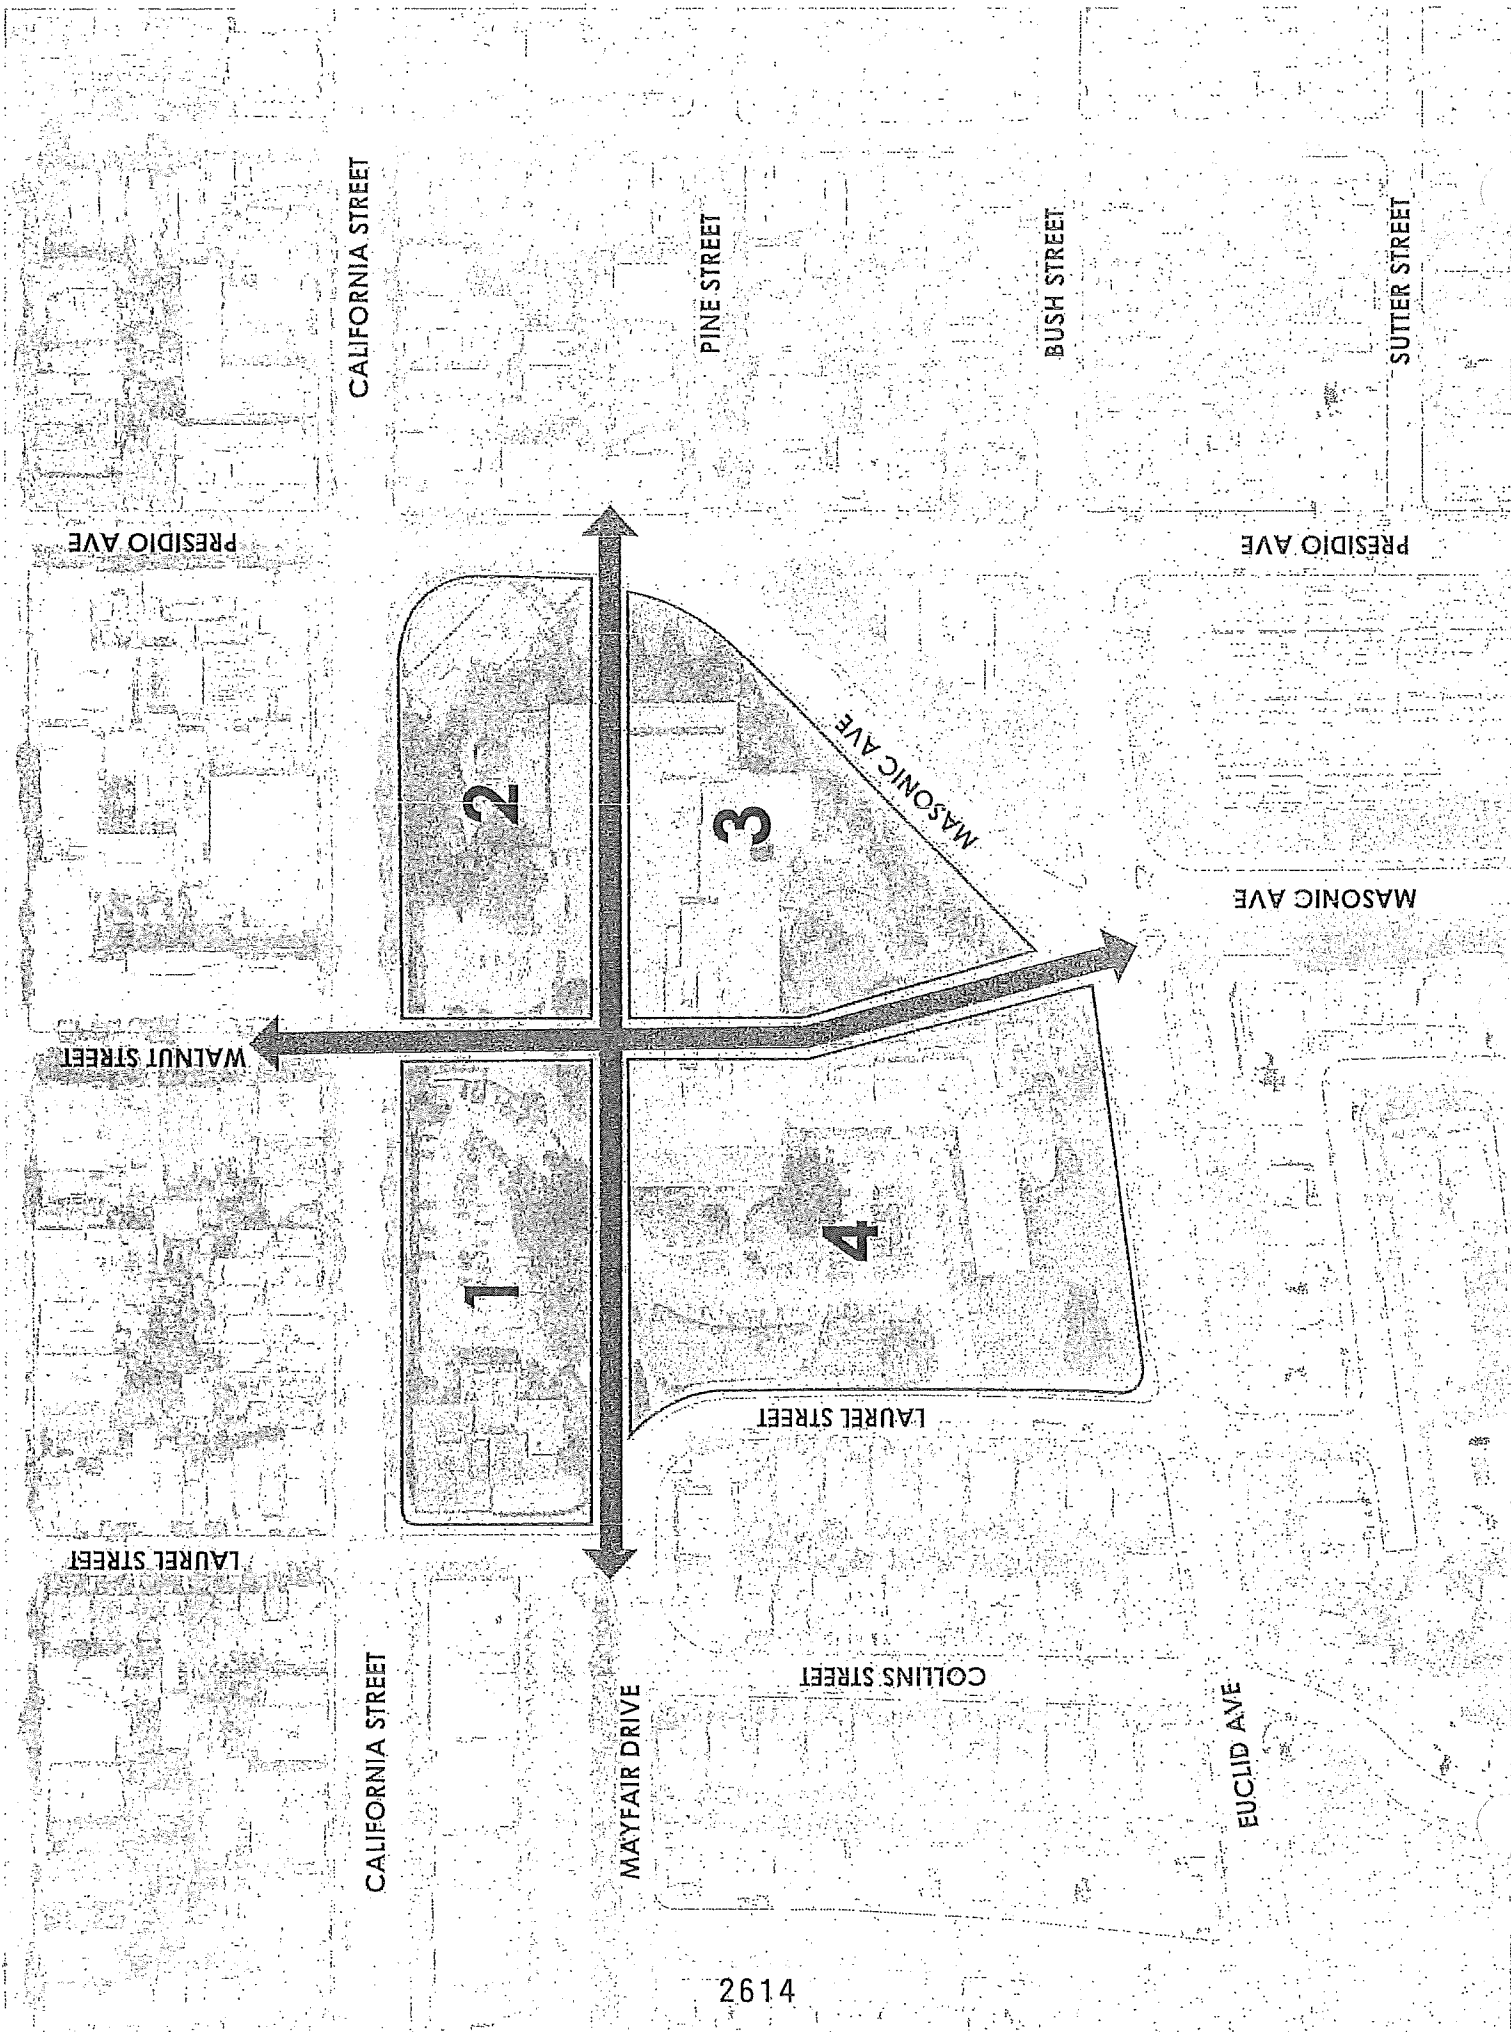 PRESIDIO AVE
WALNUT STREET
LAUREL STREET
CALIFORNIA STREET
CALIFORNIA STREET
2
1
PINE STREET
3
MASONIC AVE
4
LAUREL STREET
MAYFAIR DRIVE
COLLINS STREET
BUSH STREET
PRESIDIO AVE
MASONIC AVE
EUCLID AVE
SUTTER STREET
2614